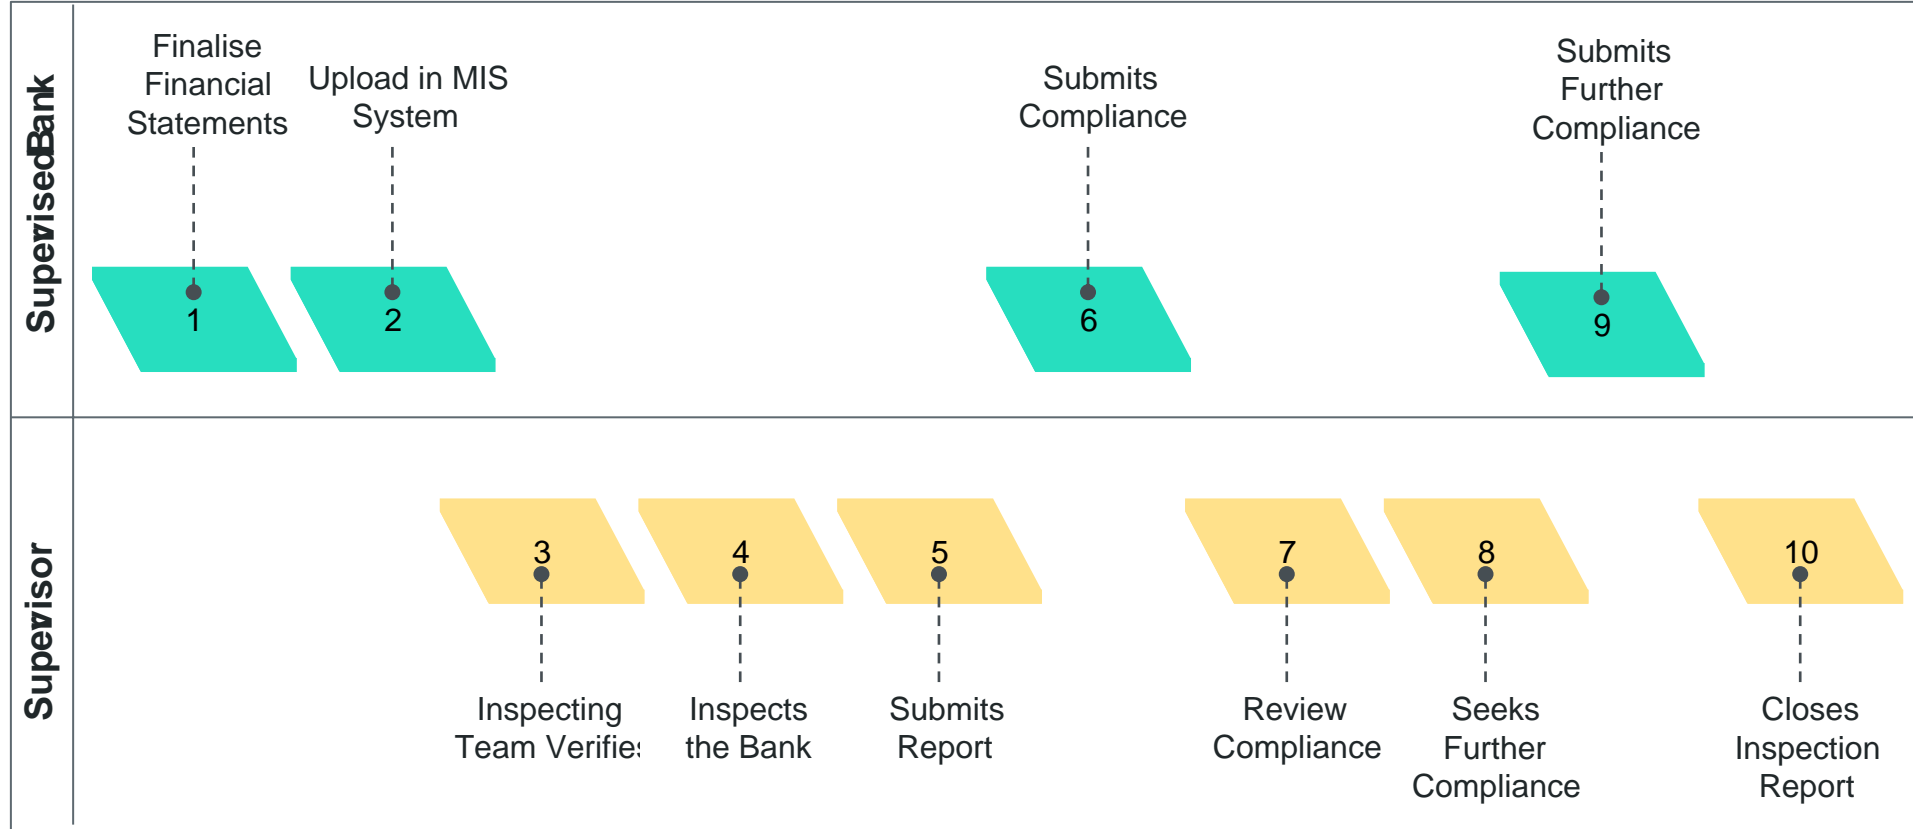 Supervised Bank
Finalise
Financial
Statements
Upload in MIS
System
Submits
Compliance
Submits
Further
Compliance
1
2
6
9
Supervisor
3
4
5
7
8
10
Inspecting
Team Verifies
Inspects
the Bank
Submits
Report
Review
Compliance
Seeks
Further
Compliance
Closes
Inspection
Report